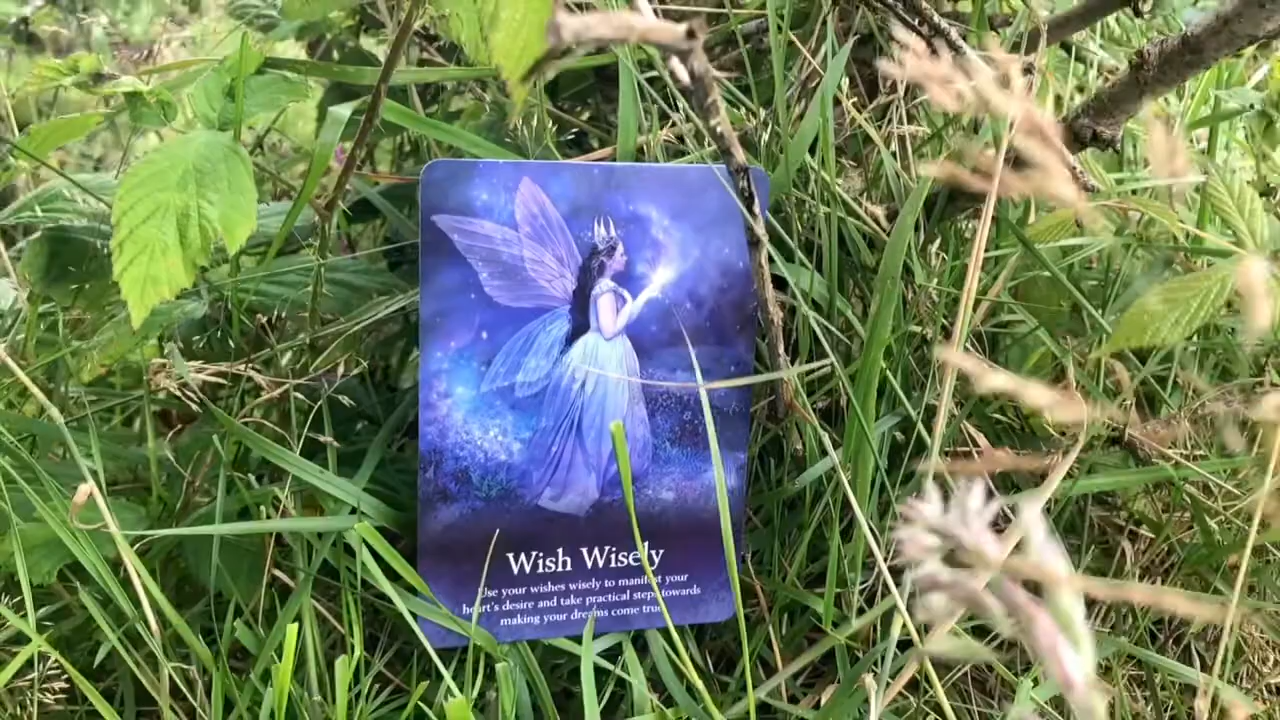 Wish Wisely
Use your wishes wisely to manifest your
heart's desire and take practical steps towards
making your dreams come true